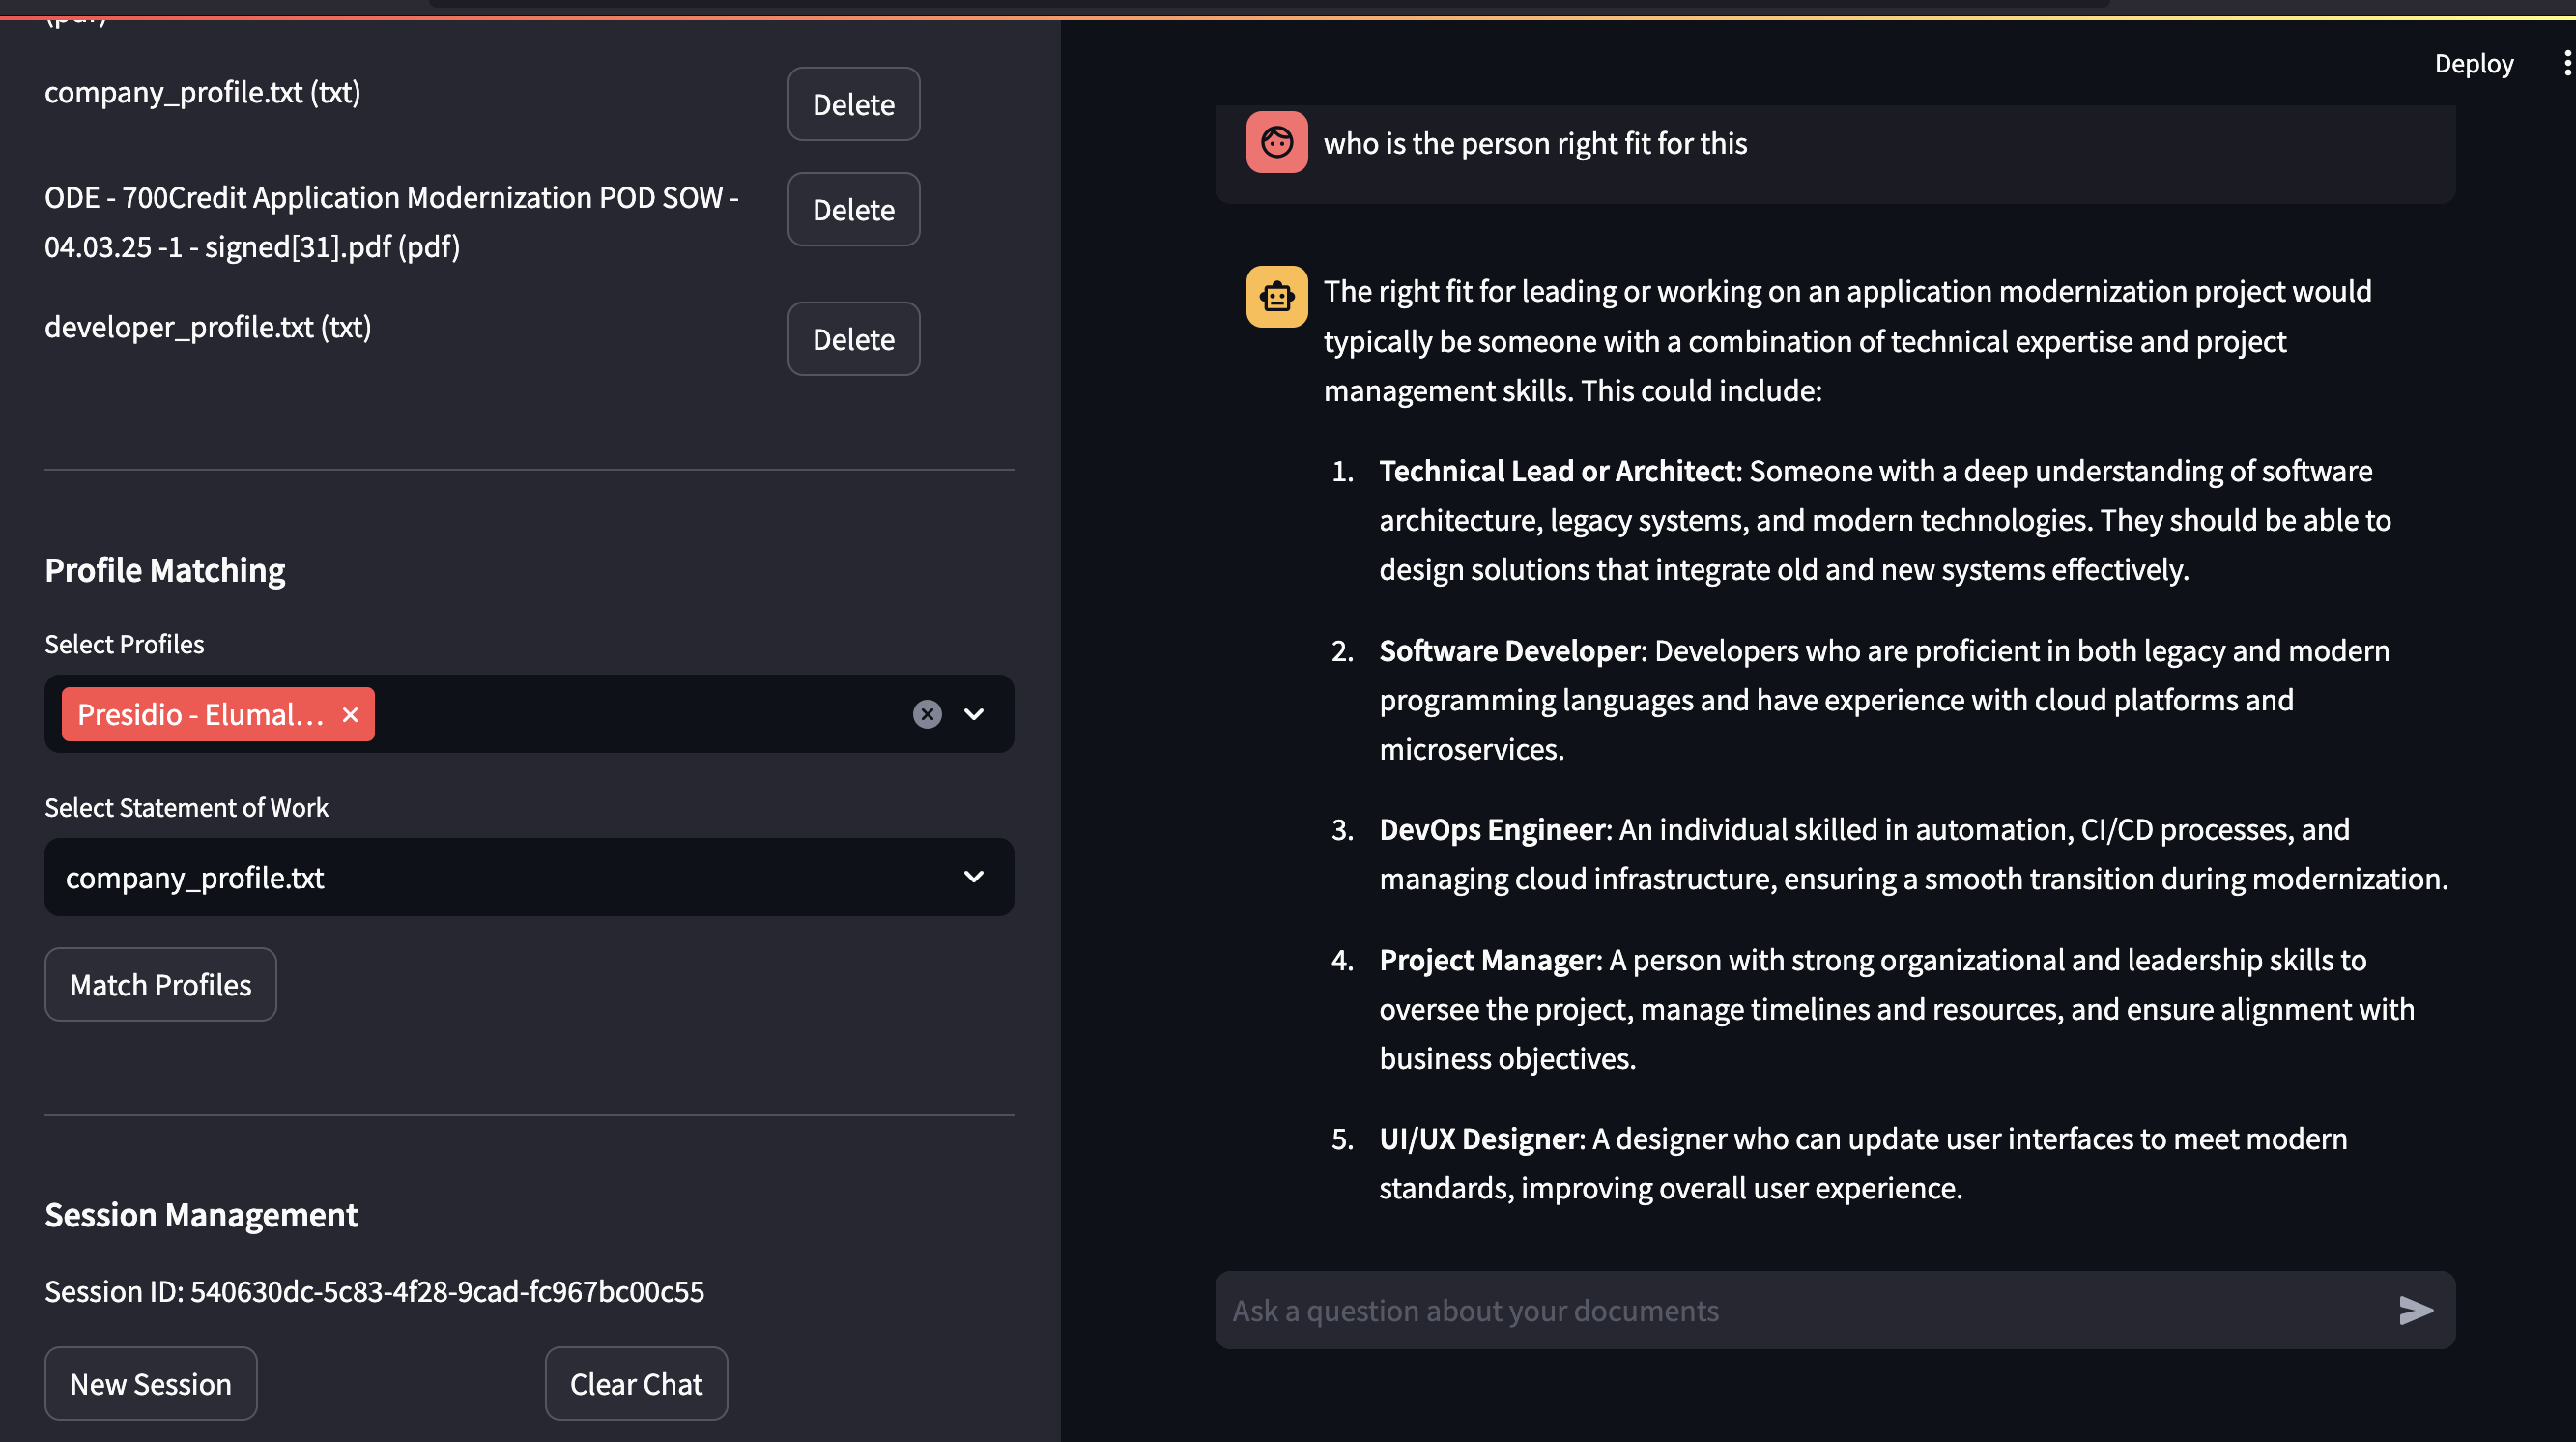 (pdf)
company_profile.txt (txt)
Delete
ODE - 700Credit Application Modernization POD SOW -
04.03.25 -1 - signed[31].pdf (pdf)
Delete
developer_profile.txt (txt)
Delete
Profile Matching
Select Profiles
Presidio - Elumal...
Select Statement of Work
company_profile.txt
Match Profiles
Session Management
Session ID: 540630dc-5c83-4f28-9cad-fc967bc00c55
New Session
Clear Chat
Deploy
who is the person right fit for this
The right fit for leading or working on an application modernization project would
typically be someone with a combination of technical expertise and project
management skills. This could include:
1. Technical Lead or Architect: Someone with a deep understanding of software
architecture, legacy systems, and modern technologies. They should be able to
design solutions that integrate old and new systems effectively.
2. Software Developer: Developers who are proficient in both legacy and modern
programming languages and have experience with cloud platforms and
microservices.
3. DevOps Engineer: An individual skilled in automation, CI/CD processes, and
managing cloud infrastructure, ensuring a smooth transition during modernization.
4. Project Manager: A person with strong organizational and leadership skills to
oversee the project, manage timelines and resources, and ensure alignment with
business objectives.
5. UI/UX Designer: A designer who can update user interfaces to meet modern
standards, improving overall user experience.
Ask a question about your documents